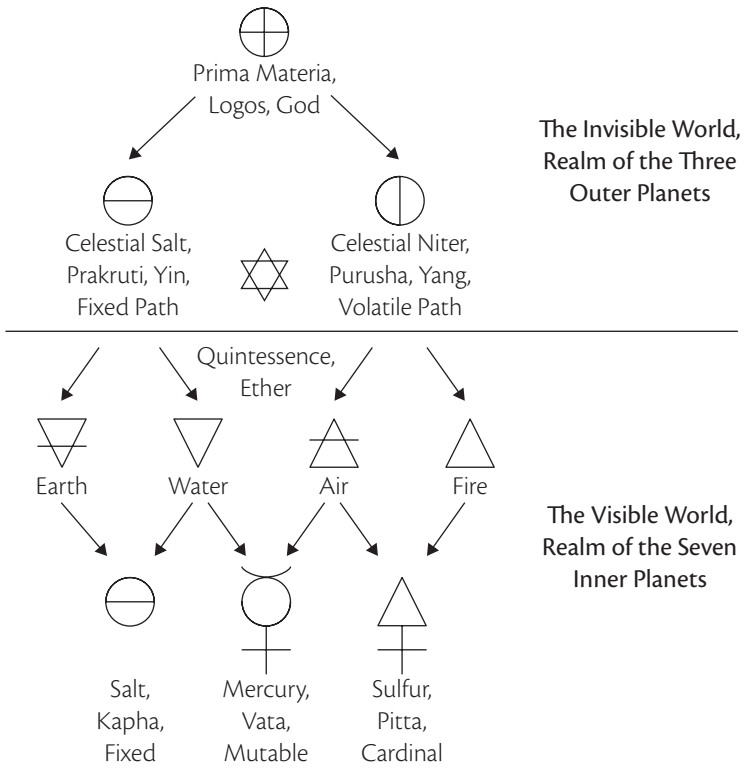 Prima Materia,
Logos, God
The Invisible World,
Realm of the Three
Outer Planets
Celestial Salt,
Prakruti, Yin,
Fixed Path
Celestial Niter,
Purusha, Yang,
Volatile Path
Quintessence,
Ether
Earth
Water
Air
Fire
The Visible World,
Realm of the Seven
Inner Planets
Salt,
Kapha,
Fixed
Mercury,
Vata,
Mutable
Sulfur,
Pitta,
Cardinal